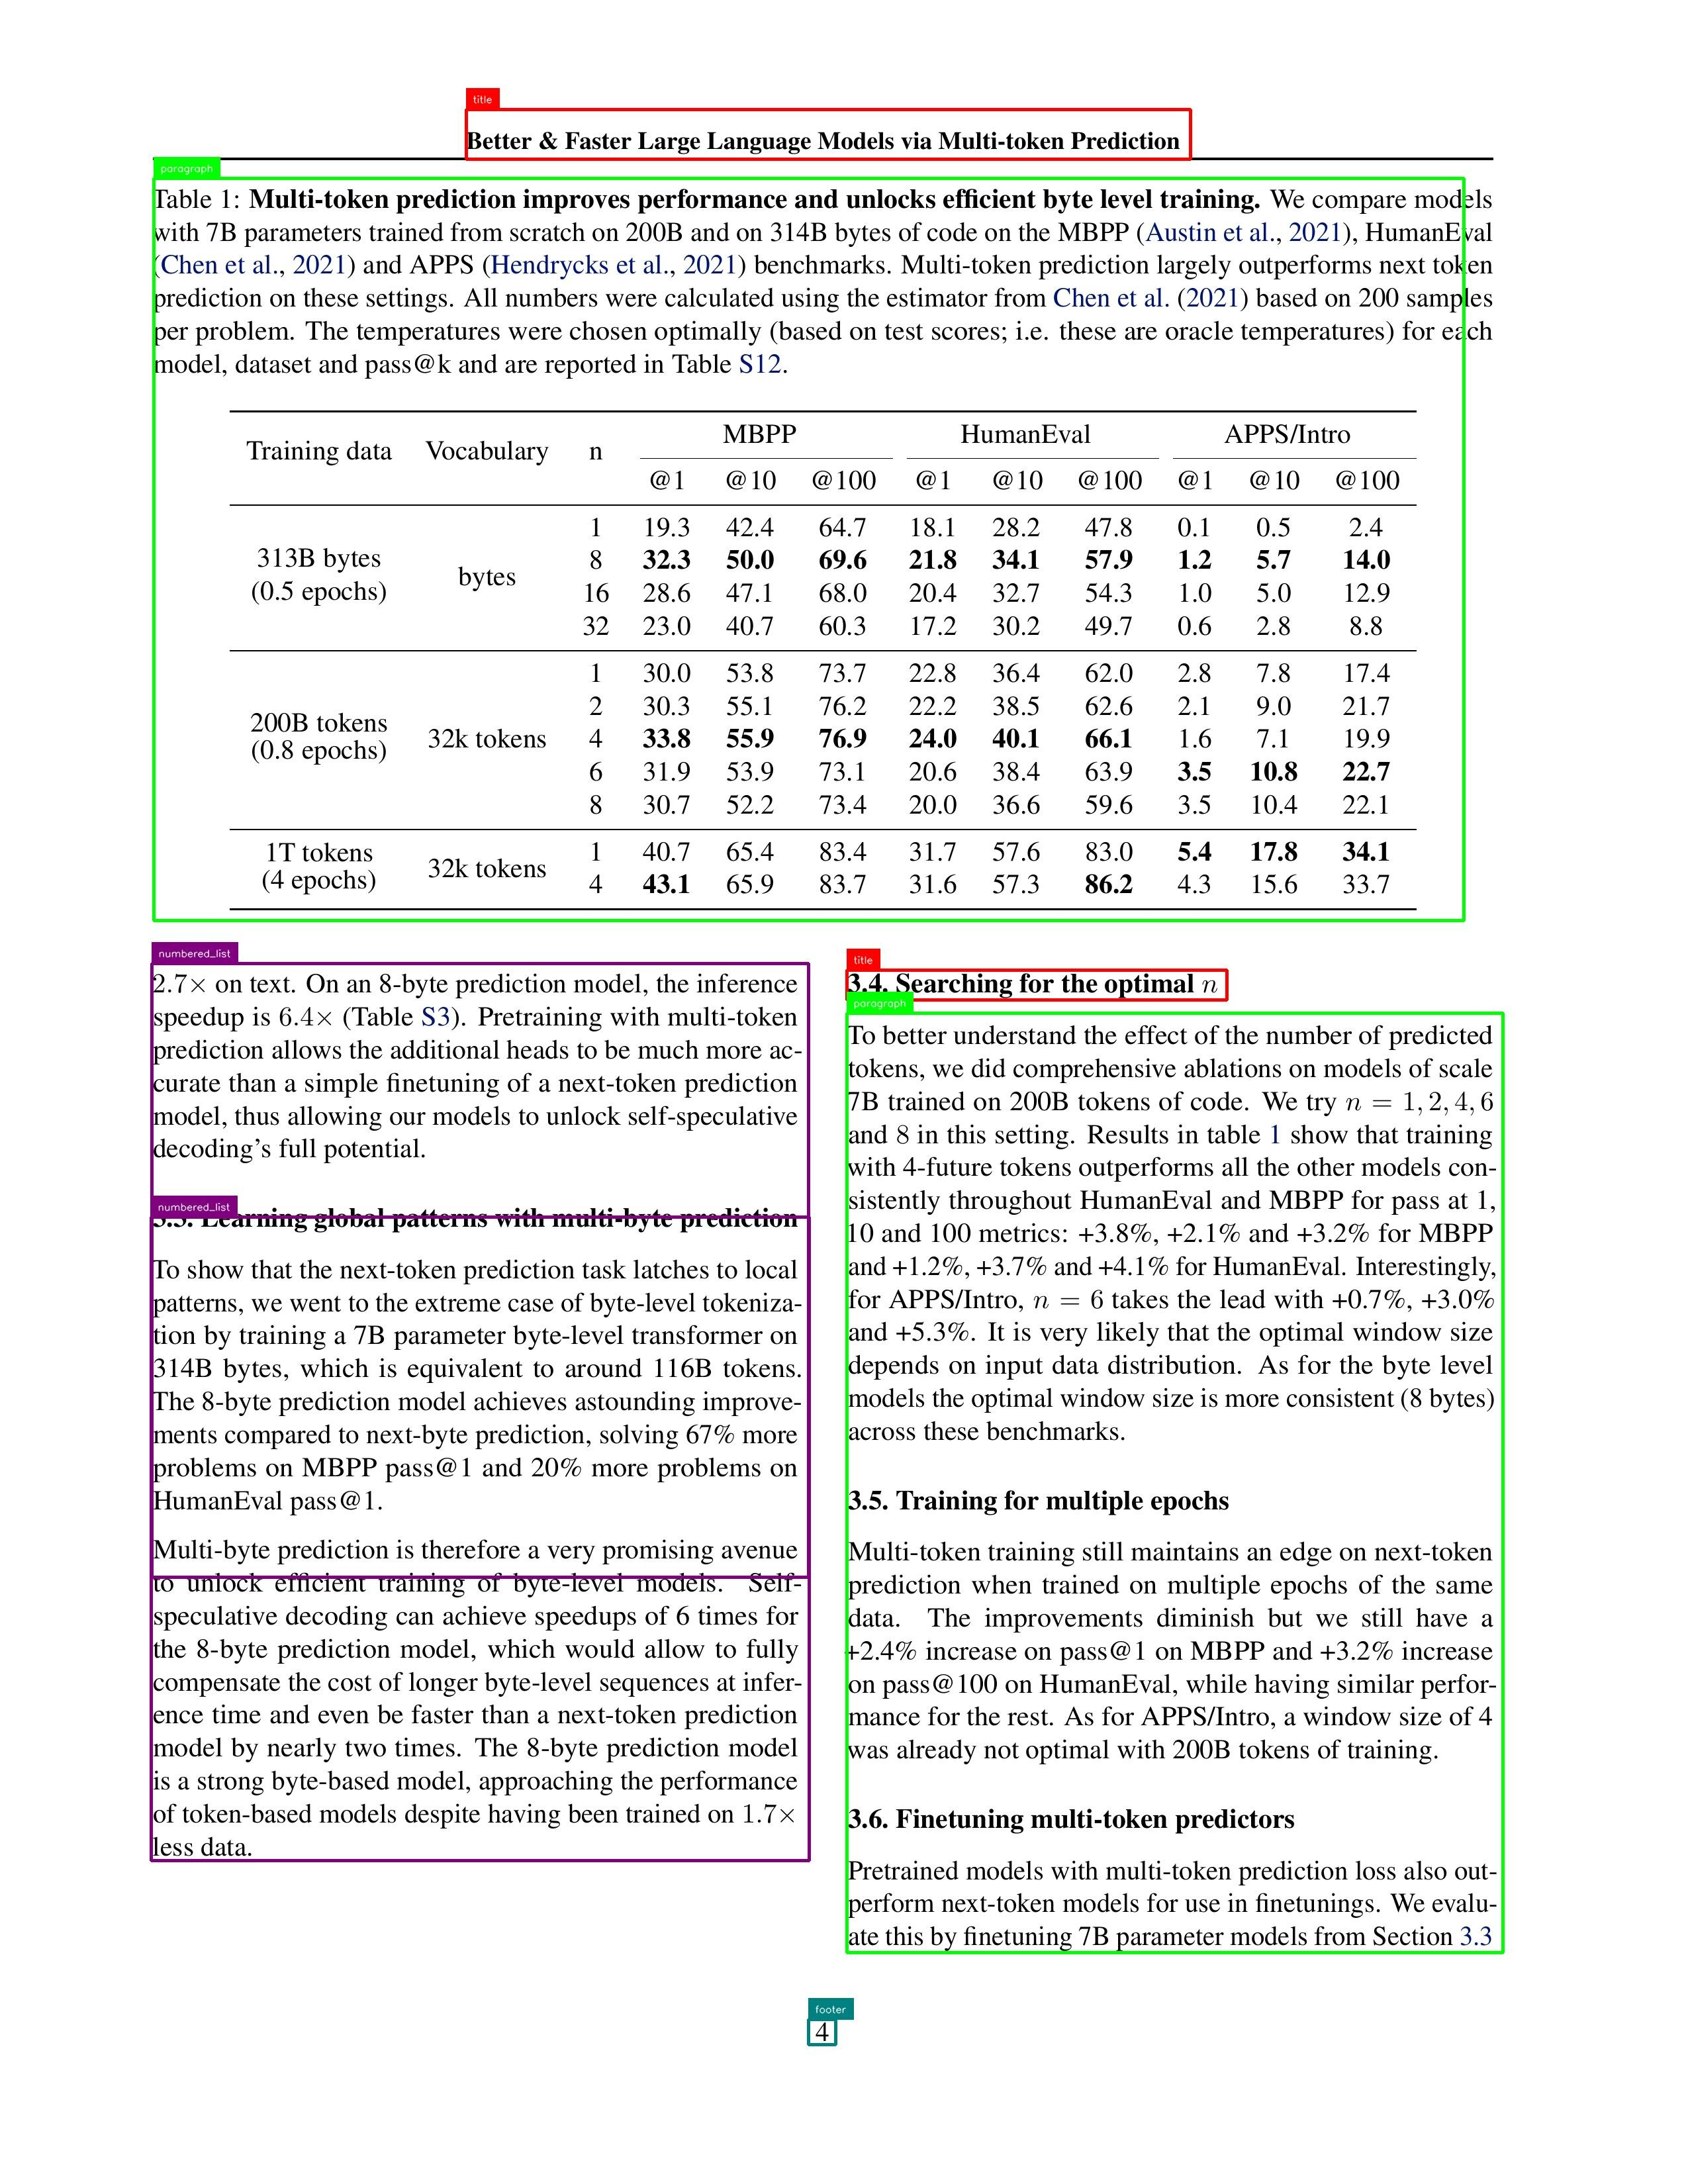 title
Better & Faster Large Language Models via Multi-token Prediction
paragraph
Table 1: Multi-token prediction improves performance and unlocks efficient byte level training. We compare models
with 7B parameters trained from scratch on 200B and on 314B bytes of code on the MBPP (Austin et al., 2021), HumanEval
(Chen et al., 2021) and APPS (Hendrycks et al., 2021) benchmarks. Multi-token prediction largely outperforms next token
prediction on these settings. All numbers were calculated using the estimator from Chen et al. (2021) based on 200 samples
per problem. The temperatures were chosen optimally (based on test scores; i.e. these are oracle temperatures) for each
model, dataset and pass@k and are reported in Table S12.
Training data Vocabulary n MBPP HumanEval APPS/Intro
@1 @10 @100 @1 @10 @100 @1 @10 @100
313B bytes
(0.5 epochs)
bytes
1 19.3 42.4 64.7 18.1 28.2 47.8 0.1 0.5 2.4
8 32.3 50.0 69.6 21.8 34.1 57.9 1.2 5.7 14.0
16 28.6 47.1 68.0 20.4 32.7 54.3 1.0 5.0 12.9
32 23.0 40.7 60.3 17.2 30.2 49.7 0.6 2.8 8.8
200B tokens
(0.8 epochs)
32k tokens
1 30.0 53.8 73.7 22.8 36.4 62.0 2.8 7.8 17.4
2 30.3 55.1 76.2 22.2 38.5 62.6 2.1 9.0 21.7
4 33.8 55.9 76.9 24.0 40.1 66.1 1.6 7.1 19.9
6 31.9 53.9 73.1 20.6 38.4 63.9 3.5 10.8 22.7
8 30.7 52.2 73.4 20.0 36.6 59.6 3.5 10.4 22.1
1T tokens
(4 epochs)
32k tokens
1 40.7 65.4 83.4 31.7 57.6 83.0 5.4 17.8 34.1
4 43.1 65.9 83.7 31.6 57.3 86.2 4.3 15.6 33.7
numbered_list
2.7× on text. On an 8-byte prediction model, the inference
speedup is 6.4× (Table S3). Pretraining with multi-token
prediction allows the additional heads to be much more ac-
curate than a simple finetuning of a next-token prediction
model, thus allowing our models to unlock self-speculative
decoding's full potential.
numbered_list
3.3. Learning global patterns with multi-byte prediction
To show that the next-token prediction task latches to local
patterns, we went to the extreme case of byte-level tokeniza-
tion by training a 7B parameter byte-level transformer on
314B bytes, which is equivalent to around 116B tokens.
The 8-byte prediction model achieves astounding improve-
ments compared to next-byte prediction, solving 67% more
problems on MBPP pass@1 and 20% more problems on
HumanEval pass@1.
Multi-byte prediction is therefore a very promising avenue
to unlock efficient training of byte-level models. Self-
speculative decoding can achieve speedups of 6 times for
the 8-byte prediction model, which would allow to fully
compensate the cost of longer byte-level sequences at infer-
ence time and even be faster than a next-token prediction
model by nearly two times. The 8-byte prediction model
is a strong byte-based model, approaching the performance
of token-based models despite having been trained on 1.7×
less data.
title
3.4. Searching for the optimal n
paragraph
To better understand the effect of the number of predicted
tokens, we did comprehensive ablations on models of scale
7B trained on 200B tokens of code. We try n = 1, 2, 4, 6
and 8 in this setting. Results in table 1 show that training
with 4-future tokens outperforms all the other models con-
sistently throughout HumanEval and MBPP for pass at 1,
10 and 100 metrics: +3.8%, +2.1% and +3.2% for MBPP
and +1.2%, +3.7% and +4.1% for HumanEval. Interestingly,
for APPS/Intro, n = 6 takes the lead with +0.7%, +3.0%
and +5.3%. It is very likely that the optimal window size
depends on input data distribution. As for the byte level
models the optimal window size is more consistent (8 bytes)
across these benchmarks.
3.5. Training for multiple epochs
Multi-token training still maintains an edge on next-token
prediction when trained on multiple epochs of the same
data. The improvements diminish but we still have a
+2.4% increase on pass@1 on MBPP and +3.2% increase
on pass@100 on HumanEval, while having similar perfor-
mance for the rest. As for APPS/Intro, a window size of 4
was already not optimal with 200B tokens of training.
3.6. Finetuning multi-token predictors
Pretrained models with multi-token prediction loss also out-
perform next-token models for use in finetunings. We evalu-
ate this by finetuning 7B parameter models from Section 3.3
footer
4